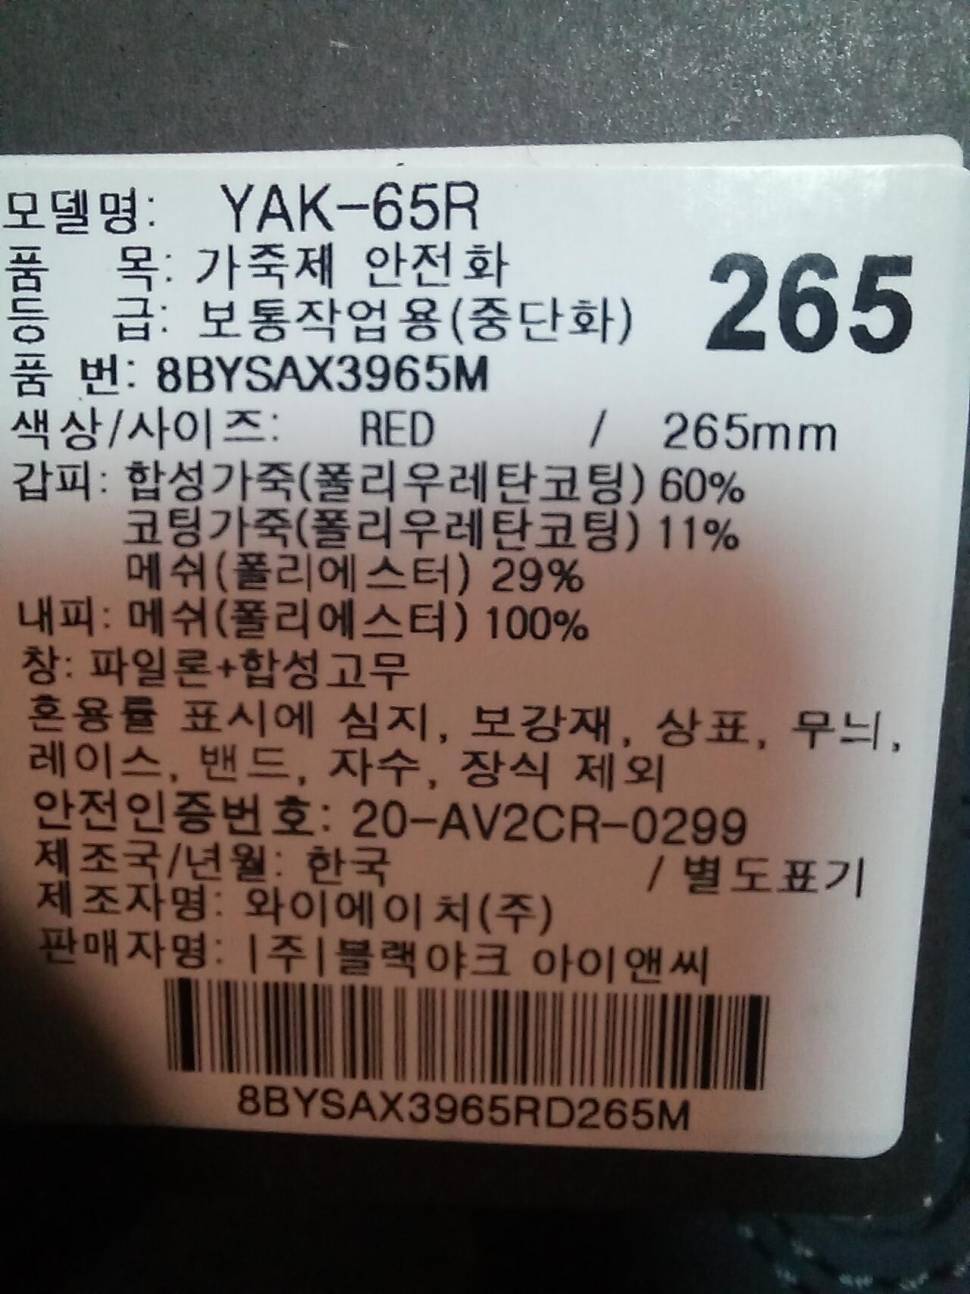 모델명: YAK-65R
품 목: 가죽제 안전화
265
등 급: 보통작업용(중단화)
품 번: 8BYSAX3965M
색상/사이즈: RED / 265mm
갑피: 합성가죽(폴리우레탄코팅) 60%
코팅가죽(폴리우레탄코팅) 11%
메쉬(폴리에스터) 29%
내피: 메쉬(폴리에스터) 100%
창: 파일론+합성고무
혼용률 표시에 심지, 보강재, 상표, 무늬,
레이스, 밴드, 자수, 장식 제외
안전인증번호: 20-AV2CR-0299
제조국/년월: 한국 / 별도표기
제조자명: 와이에이치(주)
판매자명: |주|블랙야크 아이앤씨
8BYSAX3965RD265M